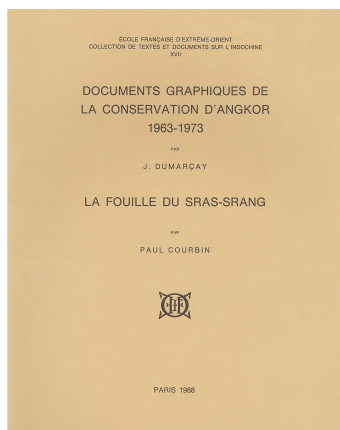 ÉCOLE FRANÇAISE D'EXTRÊME-ORIENT
COLLECTION DE TEXTES ET DOCUMENTS SUR L'INDOCHINE
XVII
DOCUMENTS GRAPHIQUES DE
LA CONSERVATION D'ANGKOR
1963-1973
PAR
J. DUMARÇAY
LA FOUILLE DU SRAS-SRANG
PAR
PAUL COURBIN
PARIS 1988